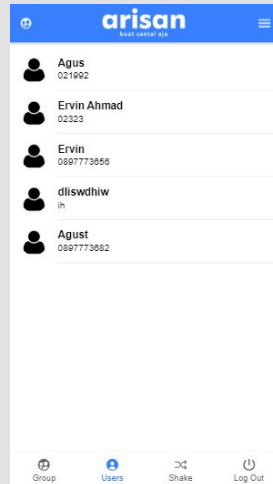 arisan
buat santai aja
Agus
021992
Ervin Ahmad
02323
Ervin
0897773656
dliswdhiw
ih
Agust
0897773682
Group Users Shake Log Out